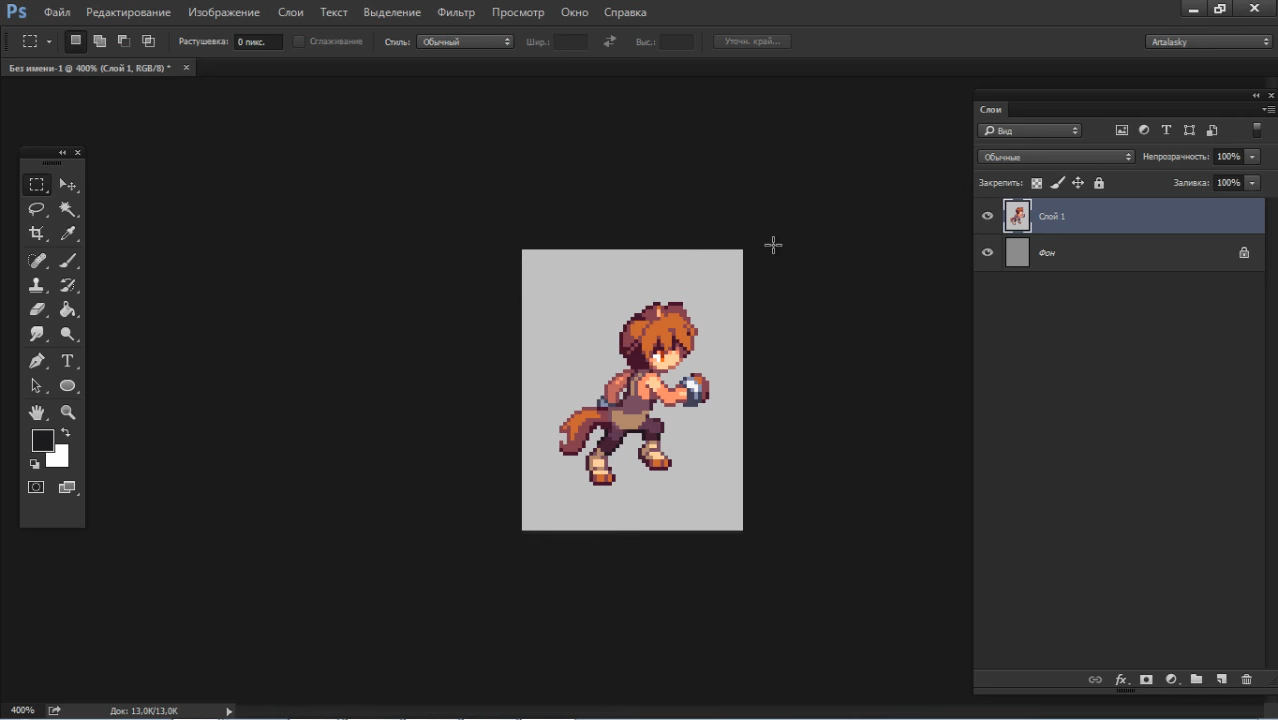 Ps Файл Редактирование Изображение Слои Текст Выделение Фильтр Просмотр Окно Справка
Растушевка: 0 пикс. Сглаживание Стиль: Обычный Шир.: Выс.: Уточн. край... Artalasky
Без имени-1 @ 400% (Слой 1, RGB/8) *
Слои
Вид
Обычные Непрозрачность: 100%
Закрепить: Заливка: 100%
Слой 1
Фон
fx
400% Док: 13,0K/13,0K